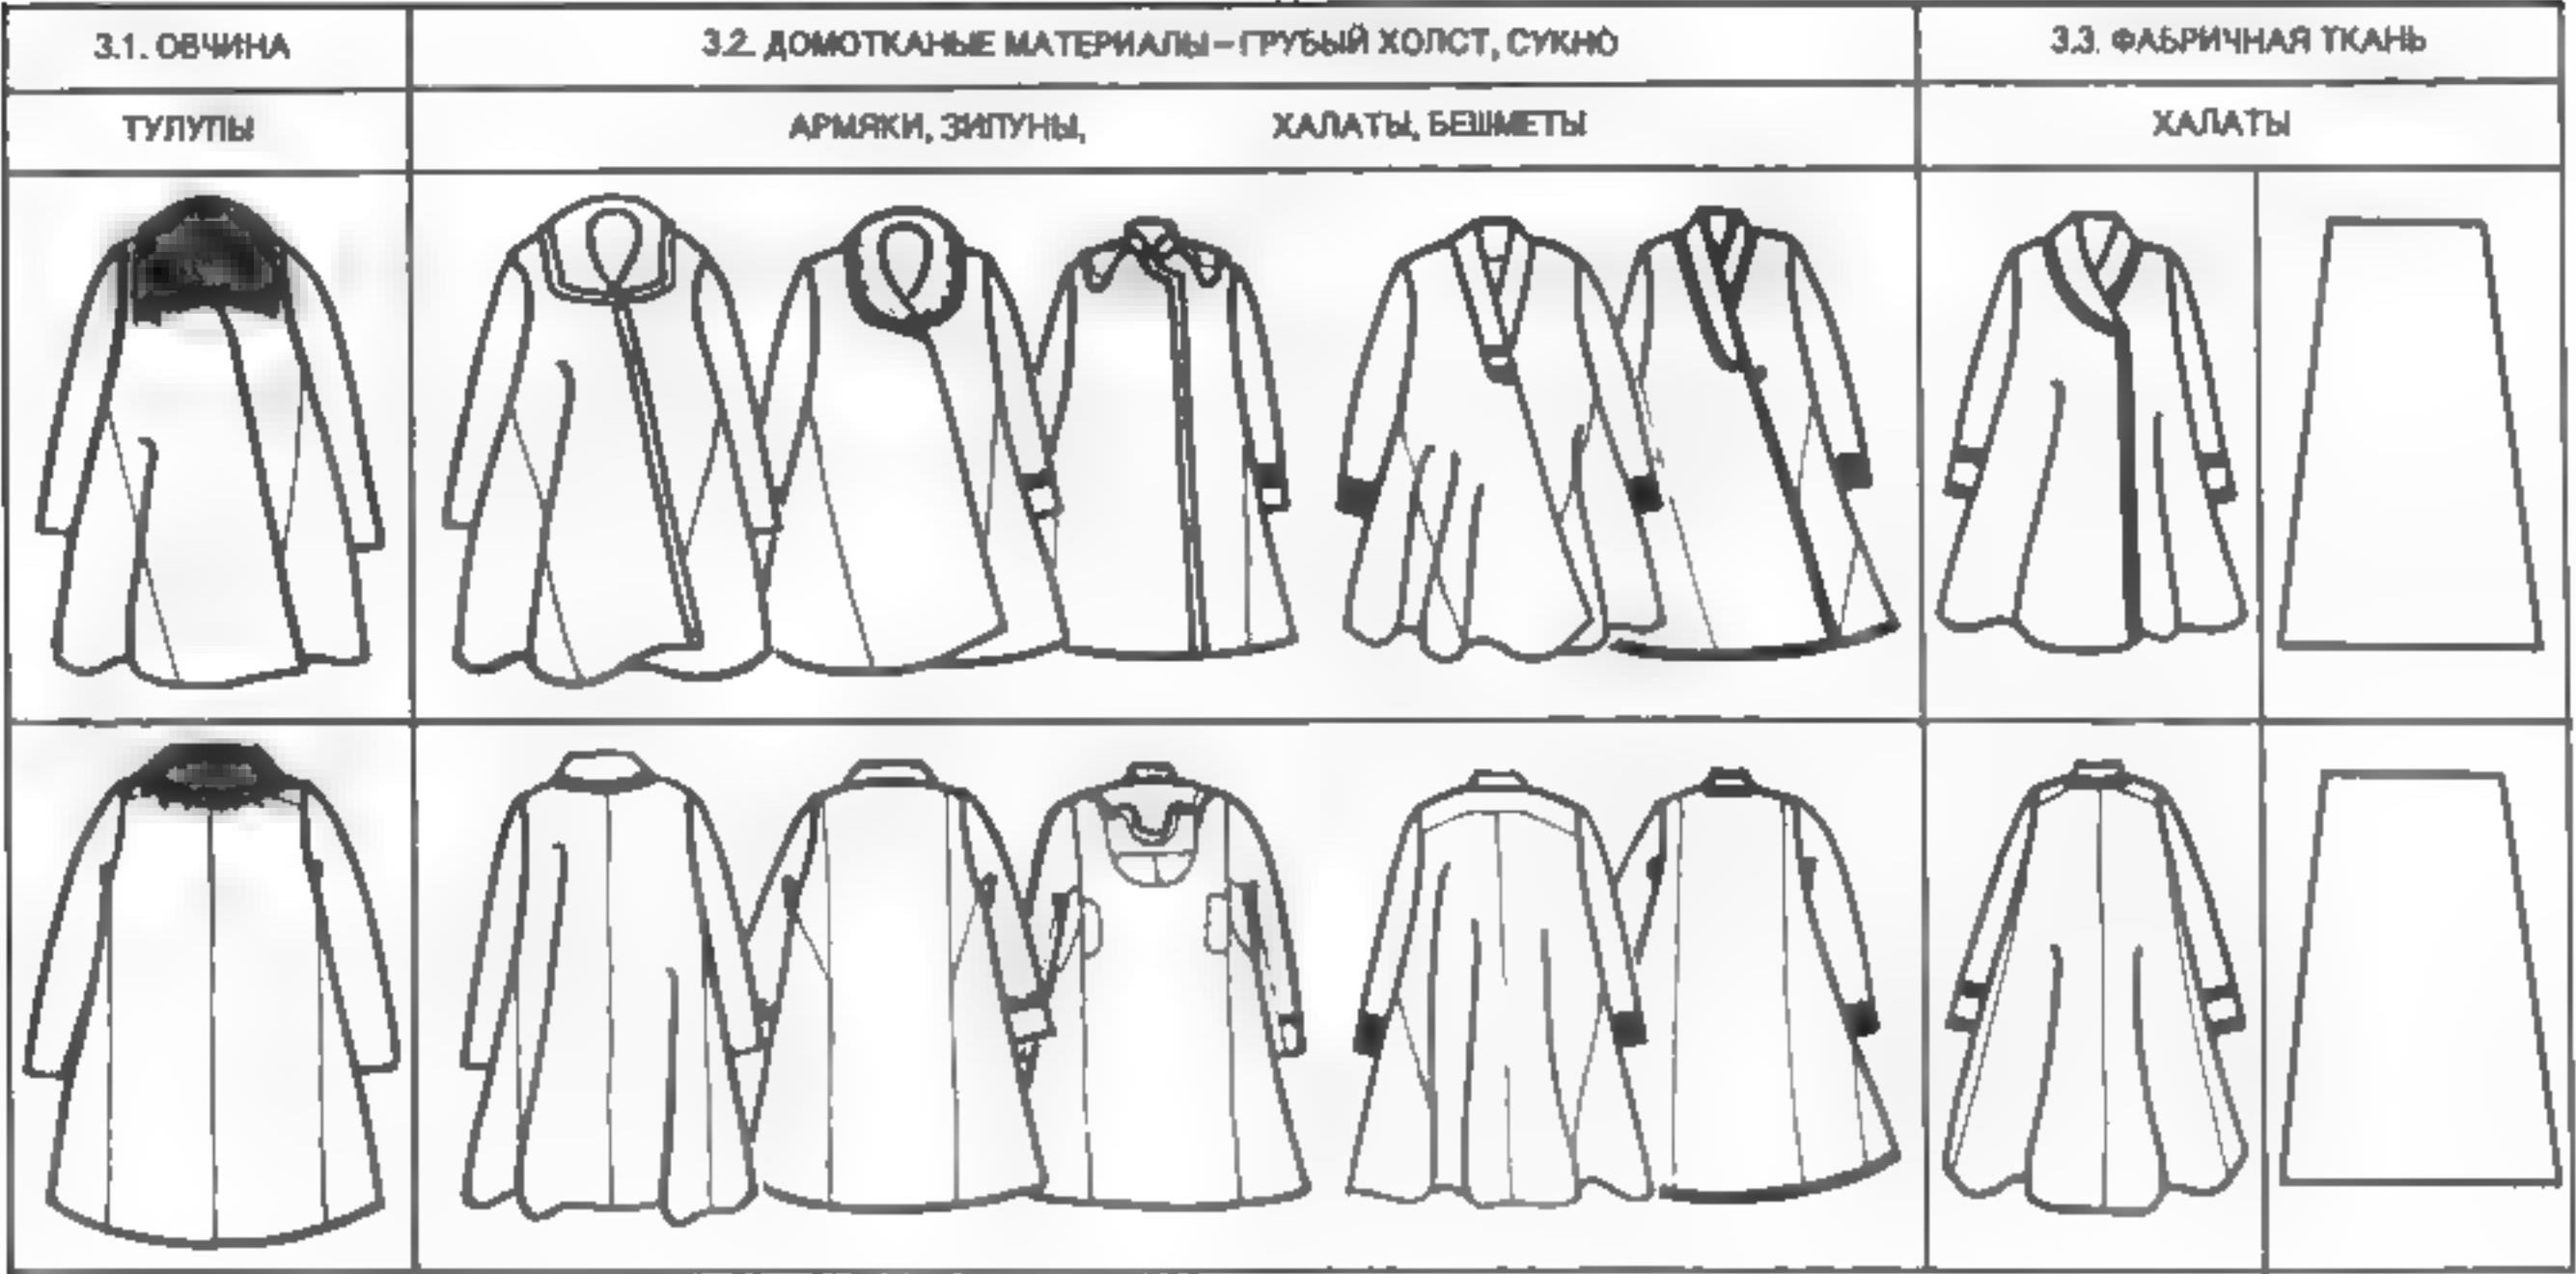 3.1. ОВЧИНА
3.2. ДОМОТКАНЫЕ МАТЕРИАЛЫ – ГРУБЫЙ ХОЛСТ, СУКНО
3.3. ФАБРИЧНАЯ ТКАНЬ
ТУЛУПЫ
АРМЯКИ, ЗИПУНЫ,
ХАЛАТЫ, БЕШМЕТЫ
ХАЛАТЫ